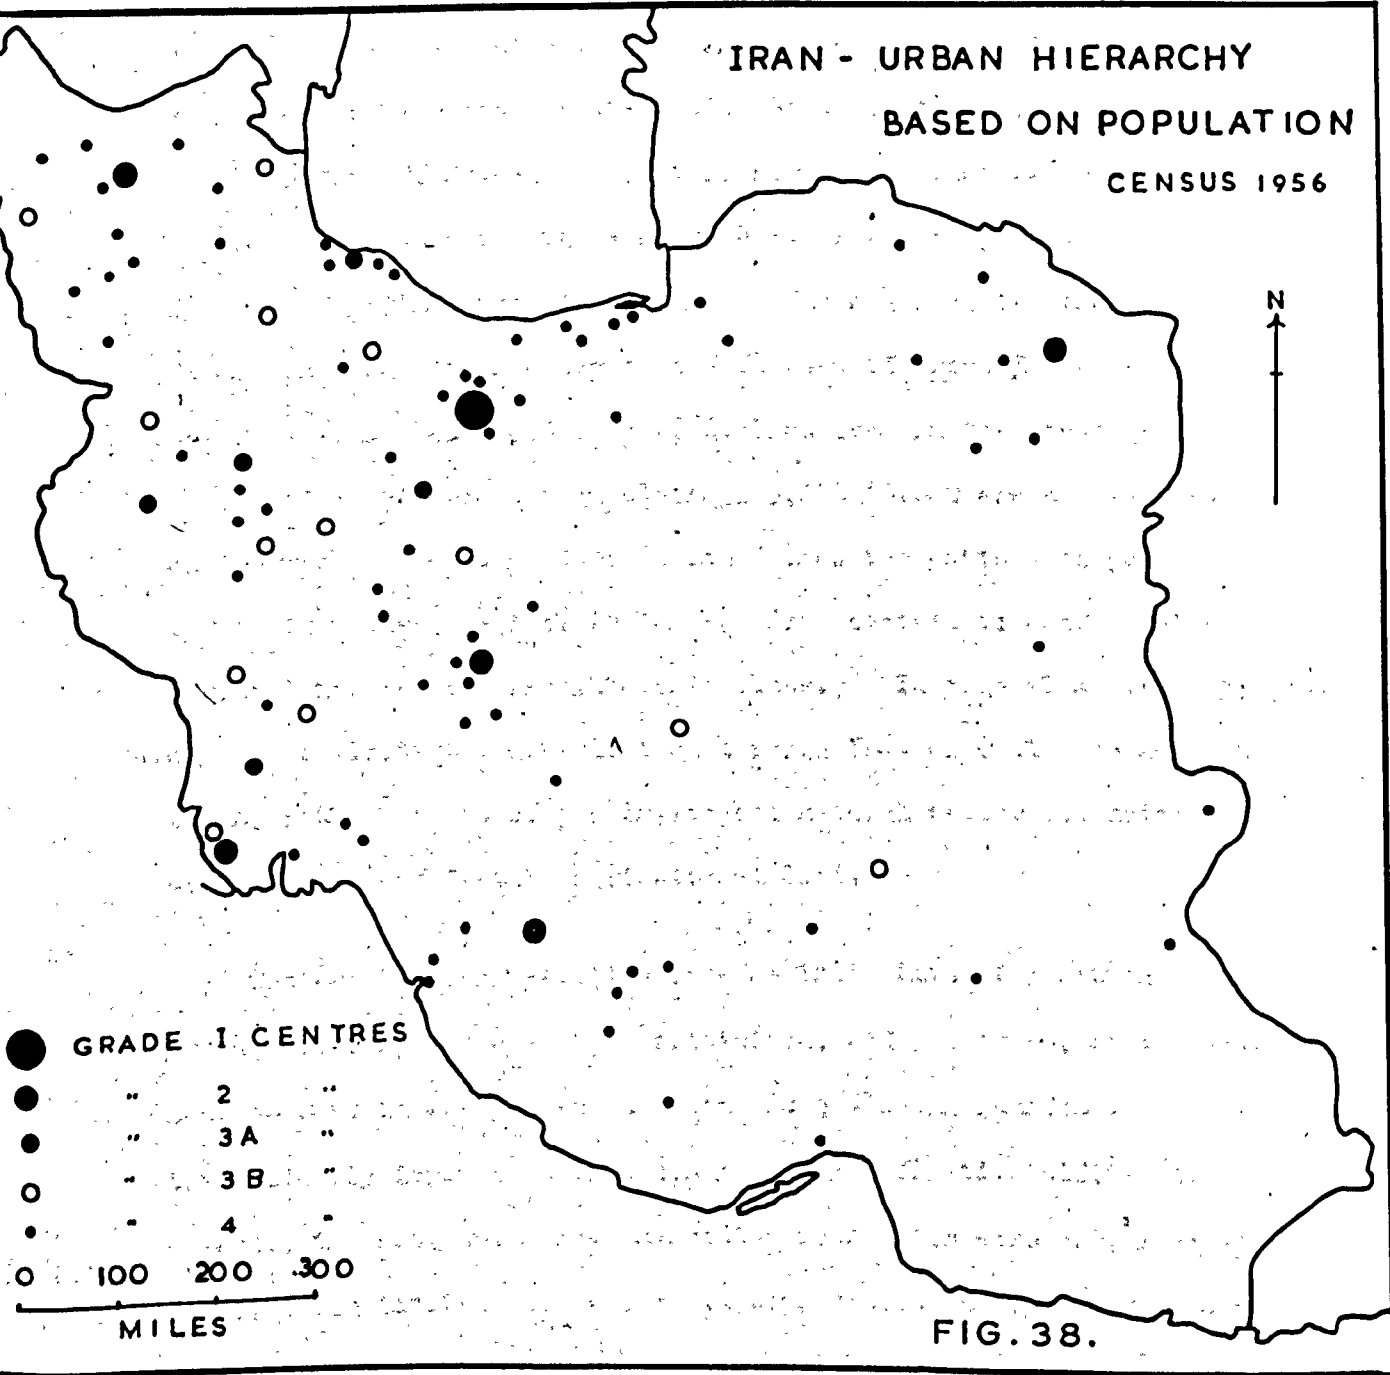 IRAN - URBAN HIERARCHY
BASED ON POPULATION
CENSUS 1956
N
GRADE I CENTRES
" 2 "
" 3A "
" 3B "
" 4 "
0 100 200 300
MILES
FIG. 38.